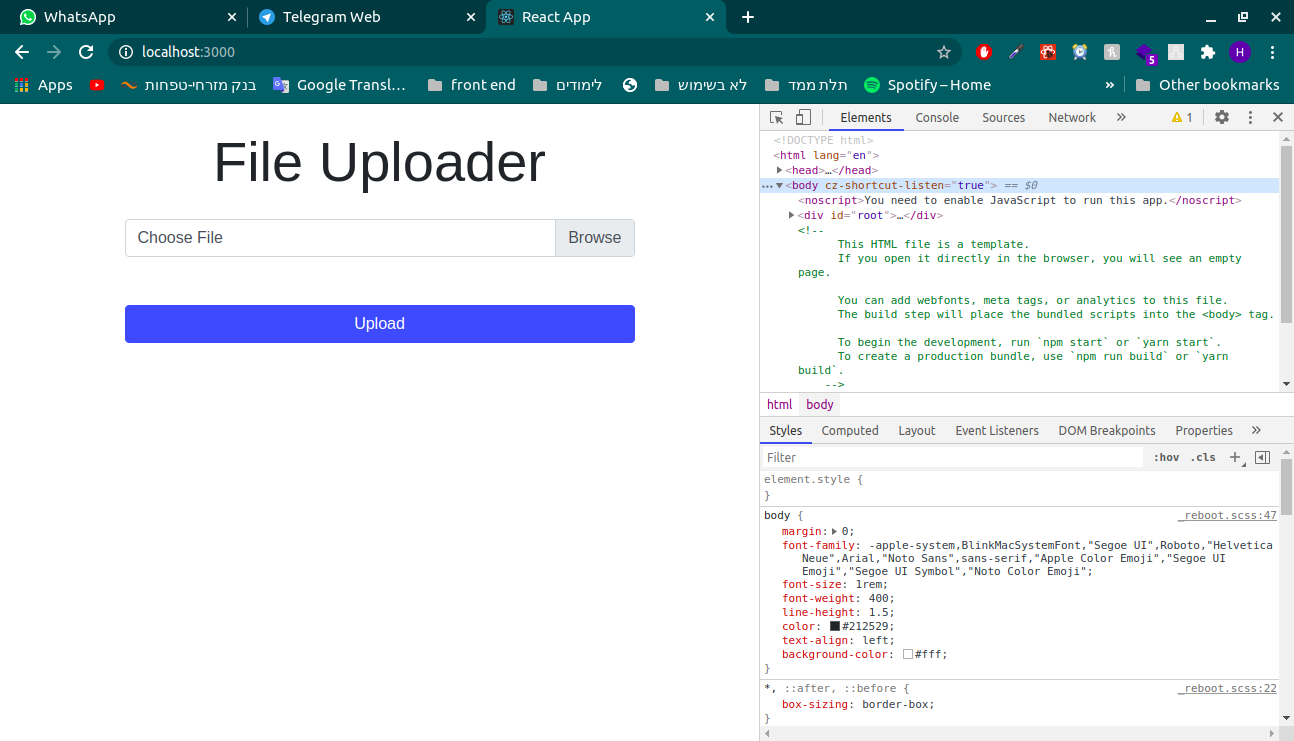 WhatsApp
Telegram Web
React App
localhost:3000
H
5
Apps
בנק מזרחי-טפחות
Google Transl…
front end
לימודים
לא בשימוש
תלת ממד
Spotify – Home
»
Other bookmarks
File Uploader
Choose File
Browse
Upload
Elements
Console
Sources
Network
»
1
<!DOCTYPE html>
<html lang="en">
<head>…</head>
<body cz-shortcut-listen="true"> == $0
<noscript>You need to enable JavaScript to run this app.</noscript>
<div id="root">…</div>
<!--
This HTML file is a template.
If you open it directly in the browser, you will see an empty
page.
You can add webfonts, meta tags, or analytics to this file.
The build step will place the bundled scripts into the <body> tag.
To begin the development, run `npm start` or `yarn start`.
To create a production bundle, use `npm run build` or `yarn
build`.
-->
html body
Styles
Computed
Layout
Event Listeners
DOM Breakpoints
Properties
»
Filter
:hov .cls +
element.style {
}
body {
_reboot.scss:47
margin: 0;
font-family: -apple-system,BlinkMacSystemFont,"Segoe UI",Roboto,"Helvetica
Neue",Arial,"Noto Sans",sans-serif,"Apple Color Emoji","Segoe UI
Emoji","Segoe UI Symbol","Noto Color Emoji";
font-size: 1rem;
font-weight: 400;
line-height: 1.5;
color: #212529;
text-align: left;
background-color: #fff;
}
*, ::after, ::before {
_reboot.scss:22
box-sizing: border-box;
}